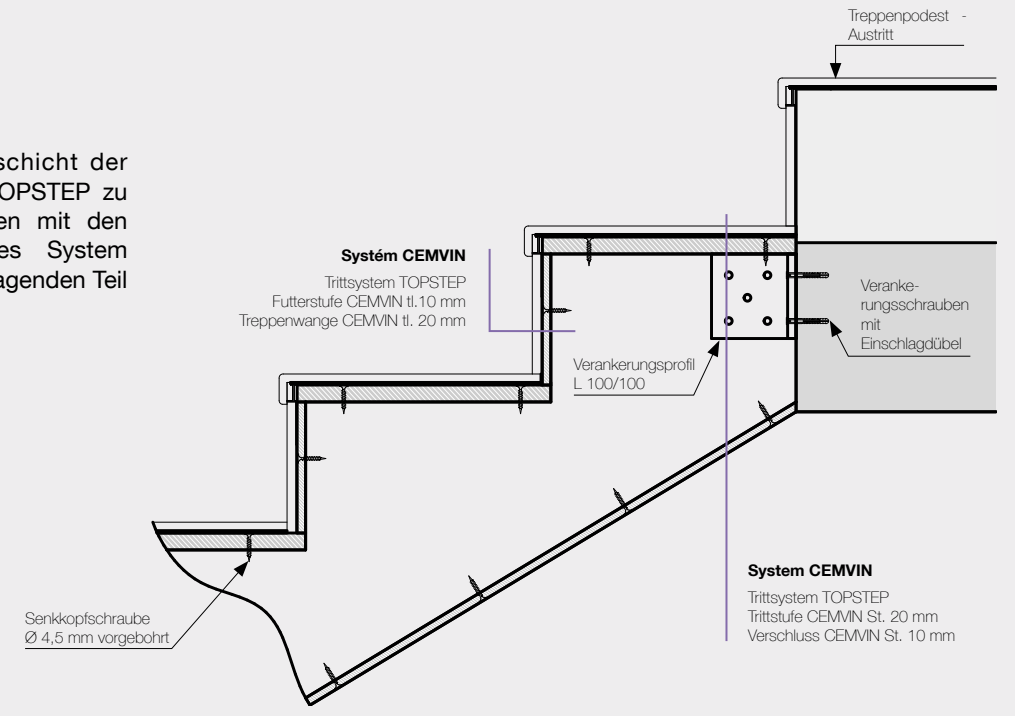 Treppenpodest -
Austritt
schicht der
OPSTEP zu
en mit den
es System
agenden Teil
Systém CEMVIN
Trittsystem TOPSTEP
Futterstufe CEMVIN tl.10 mm
Treppenwange CEMVIN tl. 20 mm
Veranke-
rungsschrauben
mit
Einschlagdübel
Verankerungsprofil
L 100/100
System CEMVIN
Trittsystem TOPSTEP
Trittstufe CEMVIN St. 20 mm
Verschluss CEMVIN St. 10 mm
Senkkopfschraube
Ø 4,5 mm vorgebohrt